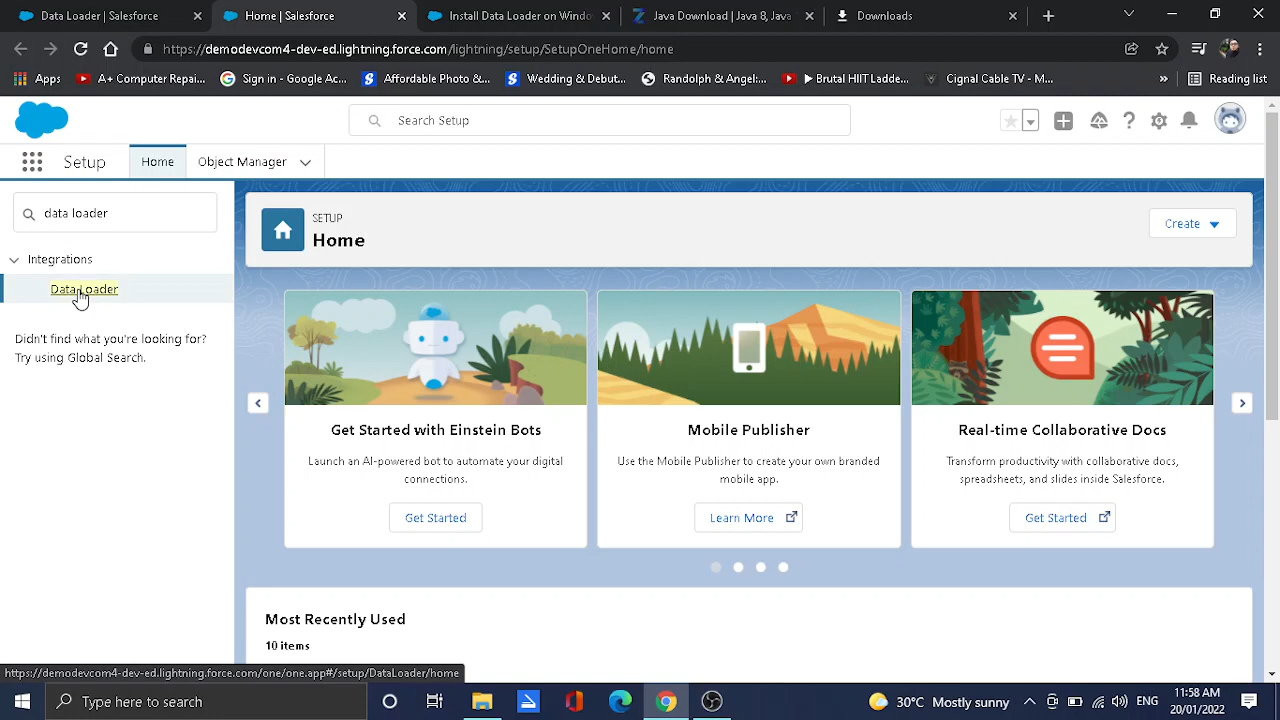 Data Loader | Salesforce
Home | Salesforce
Install Data Loader on Windo
Java Download | Java 8, Java
Downloads
https://demodevcom4-dev-ed.lightning.force.com/lightning/setup/SetupOneHome/home
Apps
A+ Computer Repai...
Sign in - Google Ac...
Affordable Photo &...
Wedding & Debut...
Randolph & Angel...
Brutal HIIT Ladde...
Cignal Cable TV - M...
»
Reading list
Search Setup
Setup
Home
Object Manager
data loader
SETUP
Home
Create
Integrations
Data Loader
Didn't find what you're looking for?
Try using Global Search.
Get Started with Einstein Bots
Launch an AI-powered bot to automate your digital
connections.
Get Started
Mobile Publisher
Use the Mobile Publisher to create your own branded
mobile app.
Learn More
Real-time Collaborative Docs
Transform productivity with collaborative docs,
spreadsheets, and slides inside Salesforce.
Get Started
Most Recently Used
10 items
https://demodevcom4-dev-ed.lightning.force.com/one/one.app#/setup/DataLoader/home
Type here to search
30°C Mostly sunny
ENG
11:58 AM
20/01/2022